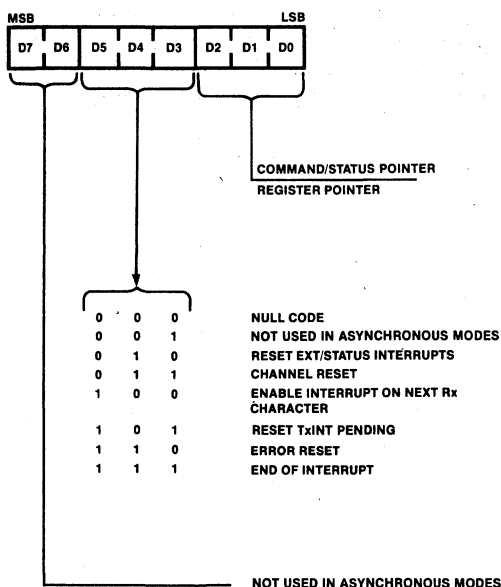 MSB LSB
D7 D6 D5 D4 D3 D2 D1 D0
COMMAND/STATUS POINTER
REGISTER POINTER
0 0 0 NULL CODE
0 0 1 NOT USED IN ASYNCHRONOUS MODES
0 1 0 RESET EXT/STATUS INTERRUPTS
0 1 1 CHANNEL RESET
1 0 0 ENABLE INTERRUPT ON NEXT Rx
CHARACTER
1 0 1 RESET TxINT PENDING
1 1 0 ERROR RESET
1 1 1 END OF INTERRUPT
NOT USED IN ASYNCHRONOUS MODES